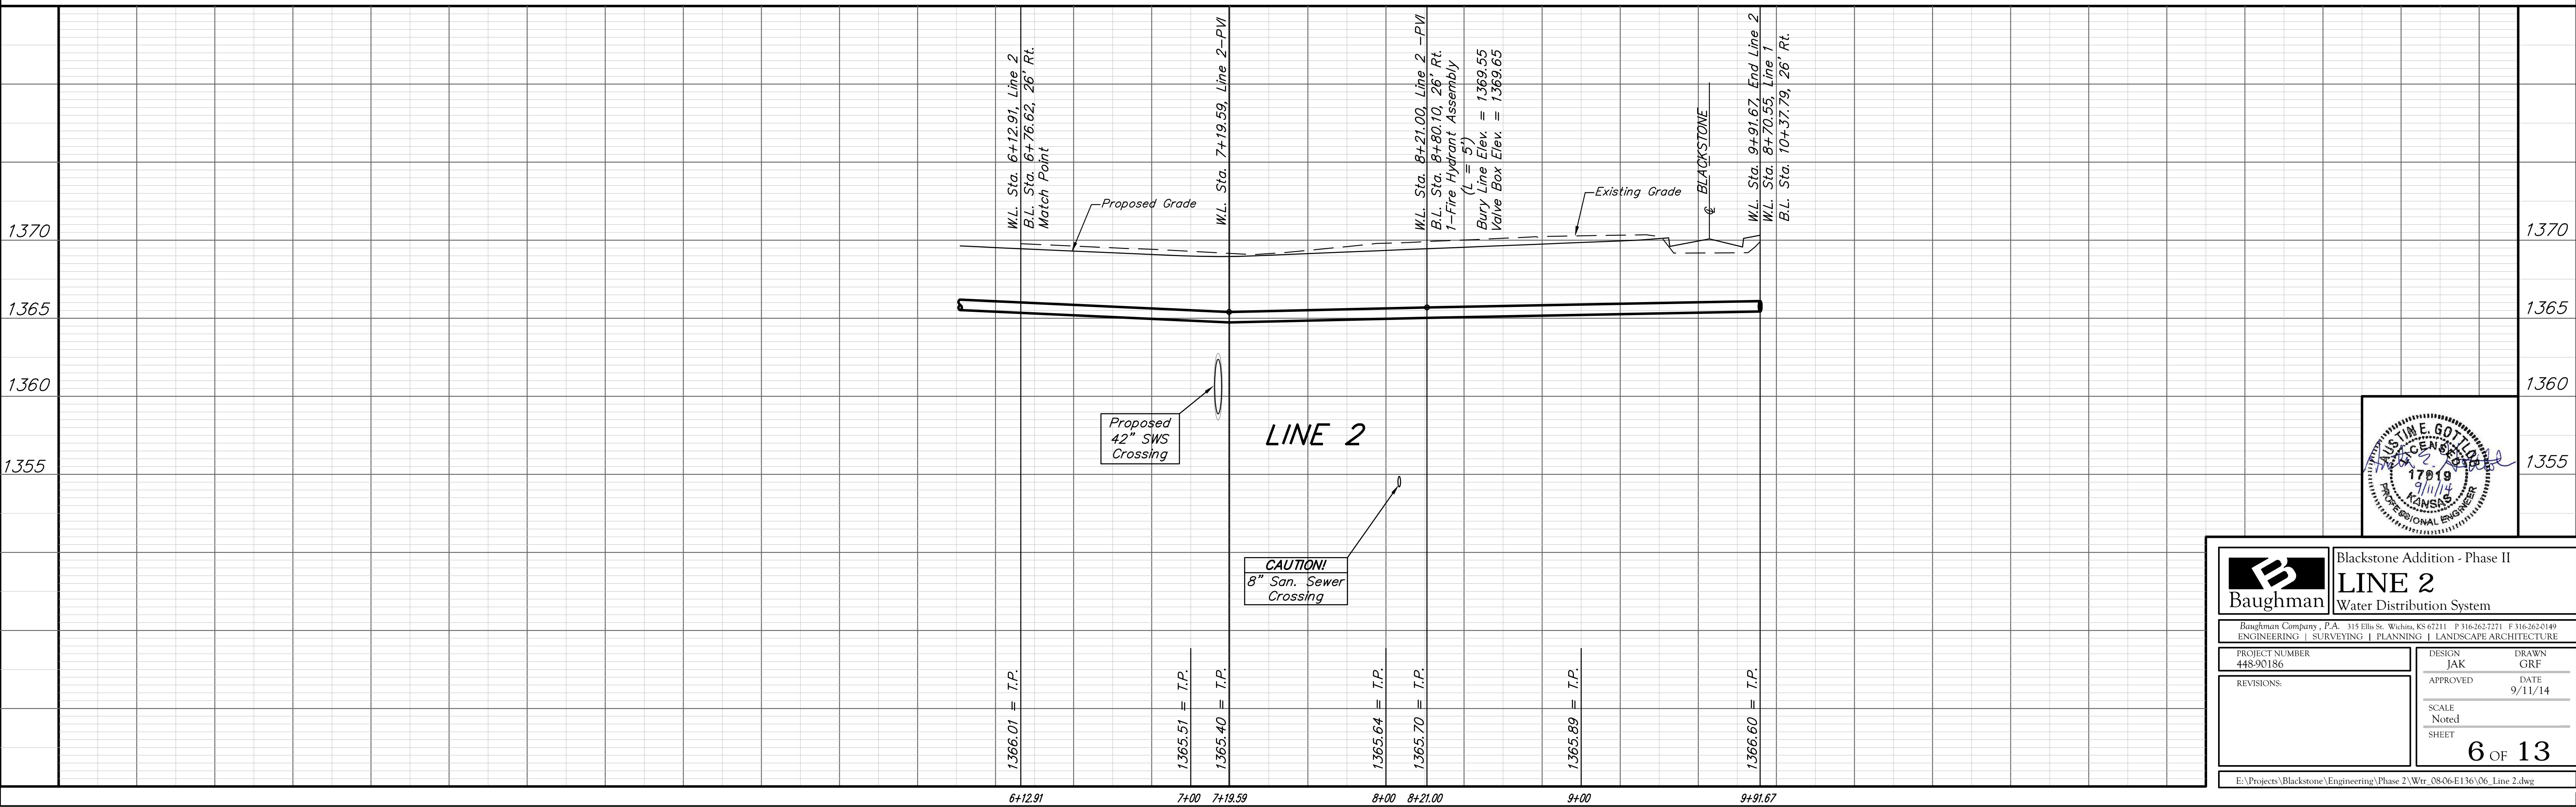 W.L. Sta. 6+12.91, Line 2
B.L. Sta. 6+76.62, 26' Rt.
Match Point
W.L. Sta. 7+19.59, Line 2-PVI
W.L. Sta. 8+21.00, Line 2 -PVI
B.L. Sta. 8+80.10, 26' Rt.
1-Fire Hydrant Assembly
(L = 5')
Bury Line Elev. = 1369.55
Valve Box Elev. = 1369.65
BLACKSTONE
℄
W.L. Sta. 9+91.67, End Line 2
W.L. Sta. 8+70.55, Line 1
B.L. Sta. 10+37.79, 26' Rt.
Proposed Grade
Existing Grade
1370
1370
1365
1365
1360
1360
1355
1355
Proposed
42" SWS
Crossing
LINE 2
CAUTION!
8" San. Sewer
Crossing
1366.01 = T.P.
1365.51 = T.P.
1365.40 = T.P.
1365.64 = T.P.
1365.70 = T.P.
1365.89 = T.P.
1366.60 = T.P.
6+12.91
7+00
7+19.59
8+00
8+21.00
9+00
9+91.67
LICENSED
17019
9/11/14
KANSAS
PROFESSIONAL ENGINEER
B
Baughman
Blackstone Addition - Phase II
LINE 2
Water Distribution System
Baughman Company, P.A. 315 Ellis St. Wichita, KS 67211 P 316-262-7271 F 316-262-0149
ENGINEERING | SURVEYING | PLANNING | LANDSCAPE ARCHITECTURE
PROJECT NUMBER
448-90186
REVISIONS:
DESIGN
JAK
DRAWN
GRF
APPROVED
DATE
9/11/14
SCALE
Noted
SHEET
6 OF 13
E:\Projects\Blackstone\Engineering\Phase 2\Wtr_08-06-E136\06_Line 2.dwg